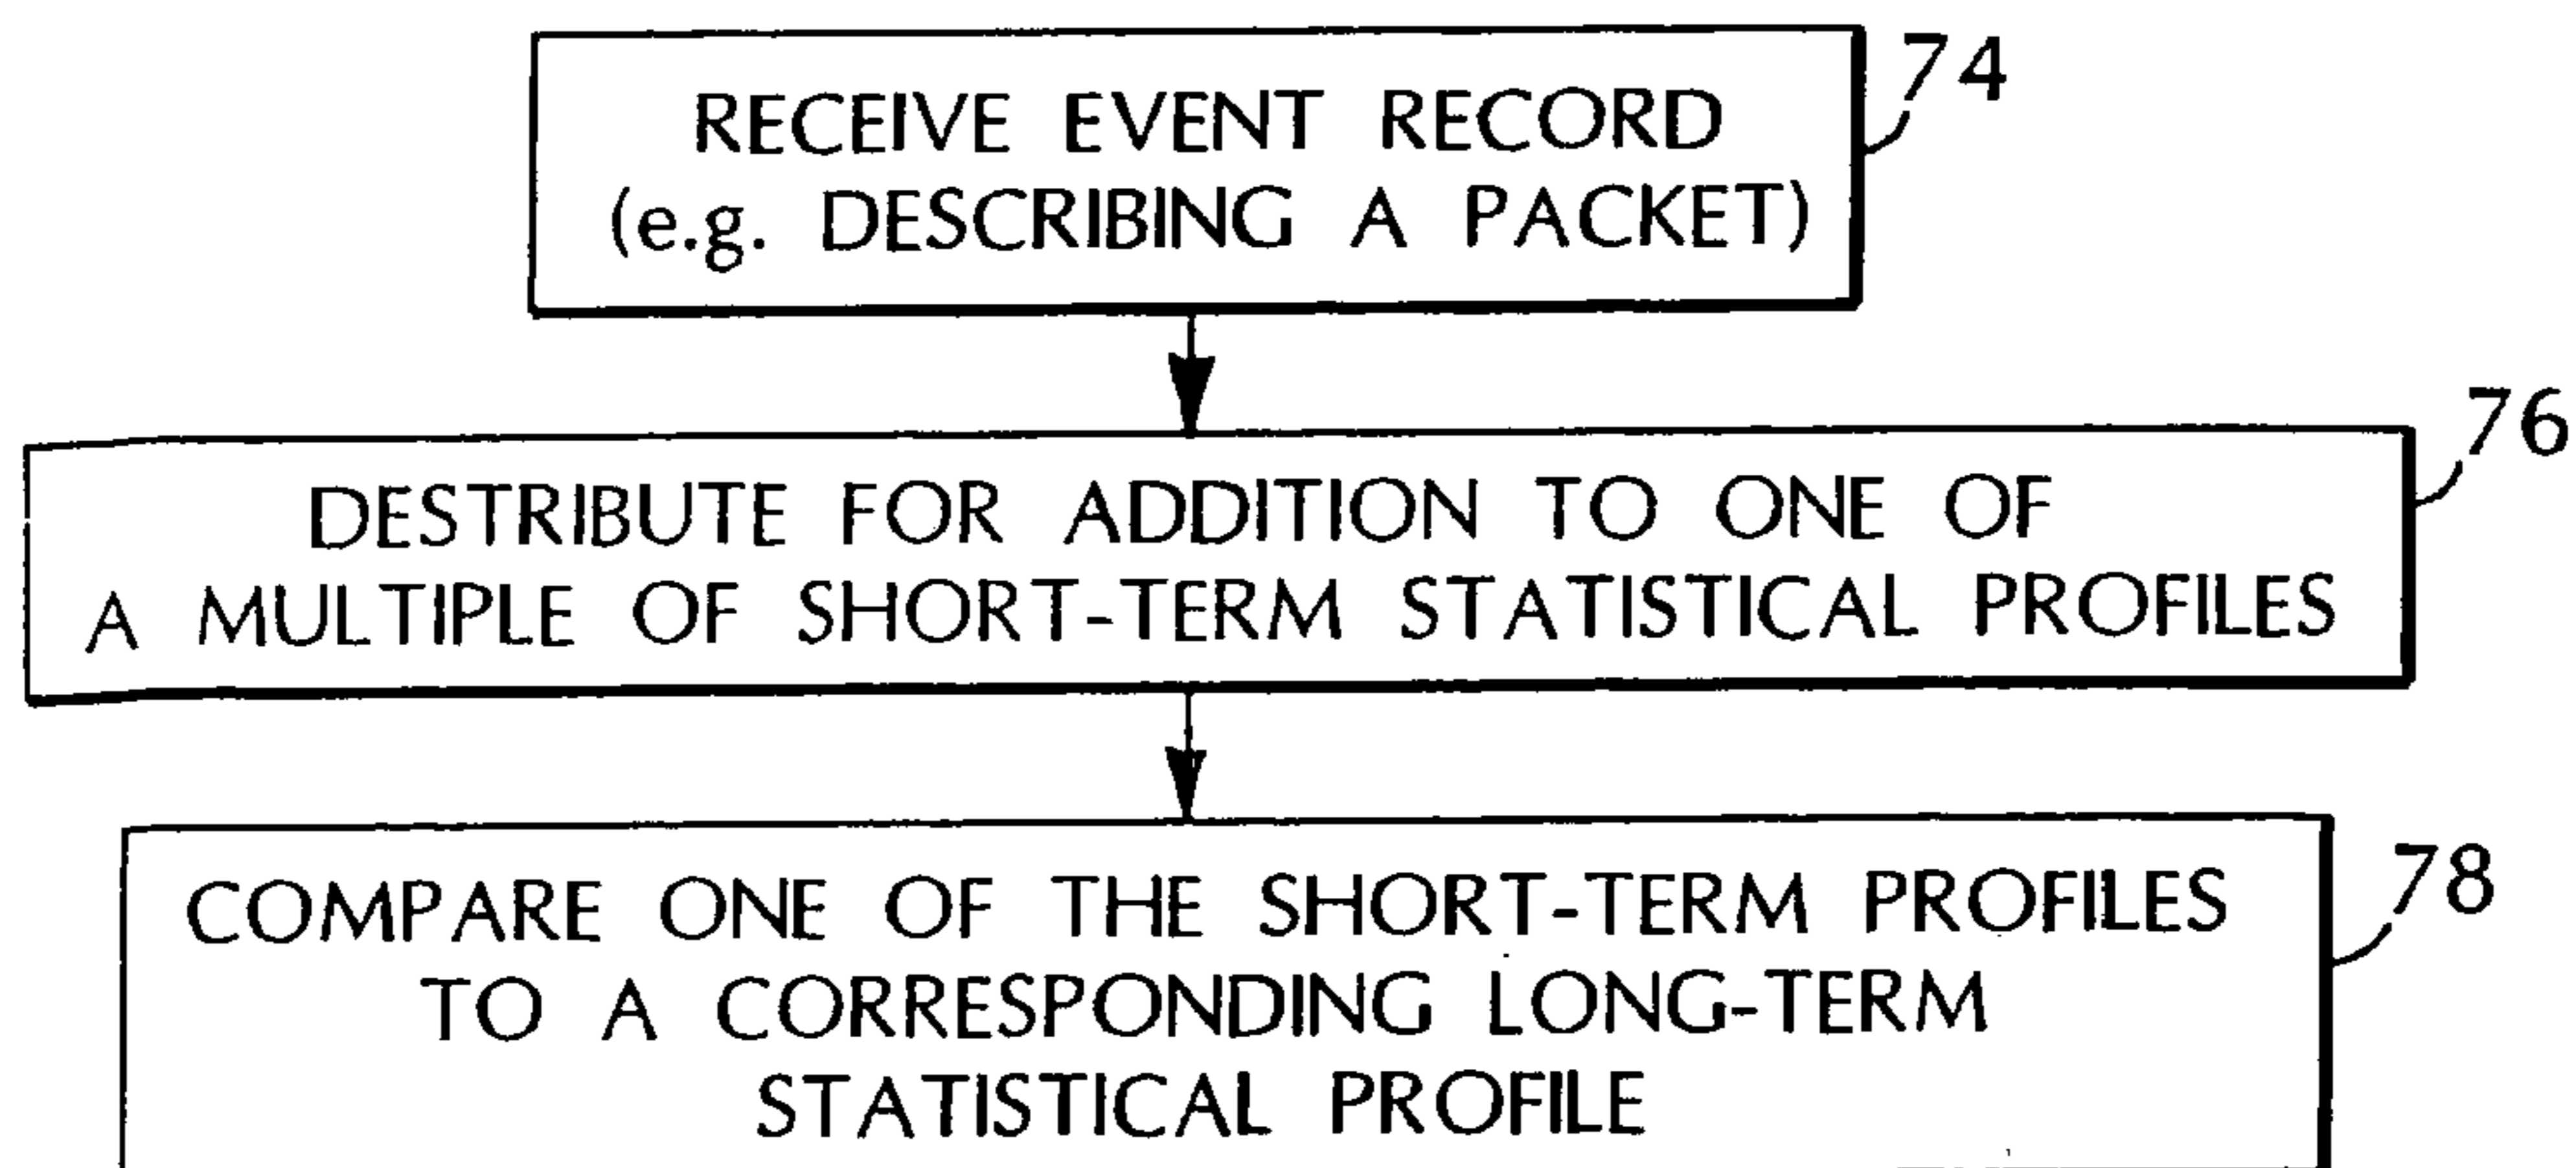 RECEIVE EVENT RECORD
(e.g. DESCRIBING A PACKET)
74
DESTRIBUTE FOR ADDITION TO ONE OF
A MULTIPLE OF SHORT-TERM STATISTICAL PROFILES
76
COMPARE ONE OF THE SHORT-TERM PROFILES
TO A CORRESPONDING LONG-TERM
STATISTICAL PROFILE
78